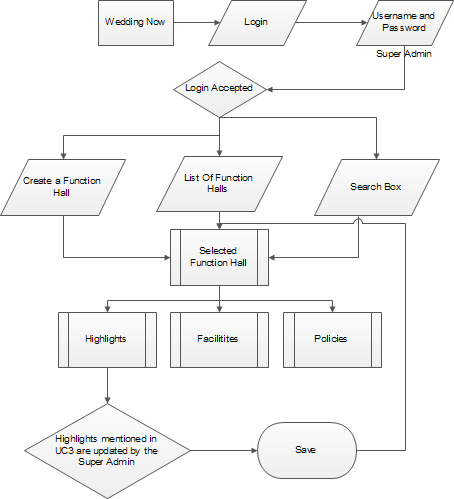 Wedding Now
Login
Username and
Password
Super Admin
Login Accepted
Create a Function
Hall
List Of Function
Halls
Search Box
Selected
Function Hall
Highlights
Facilitites
Policies
Highlights mentioned in
UC3 are updated by the
Super Admin
Save